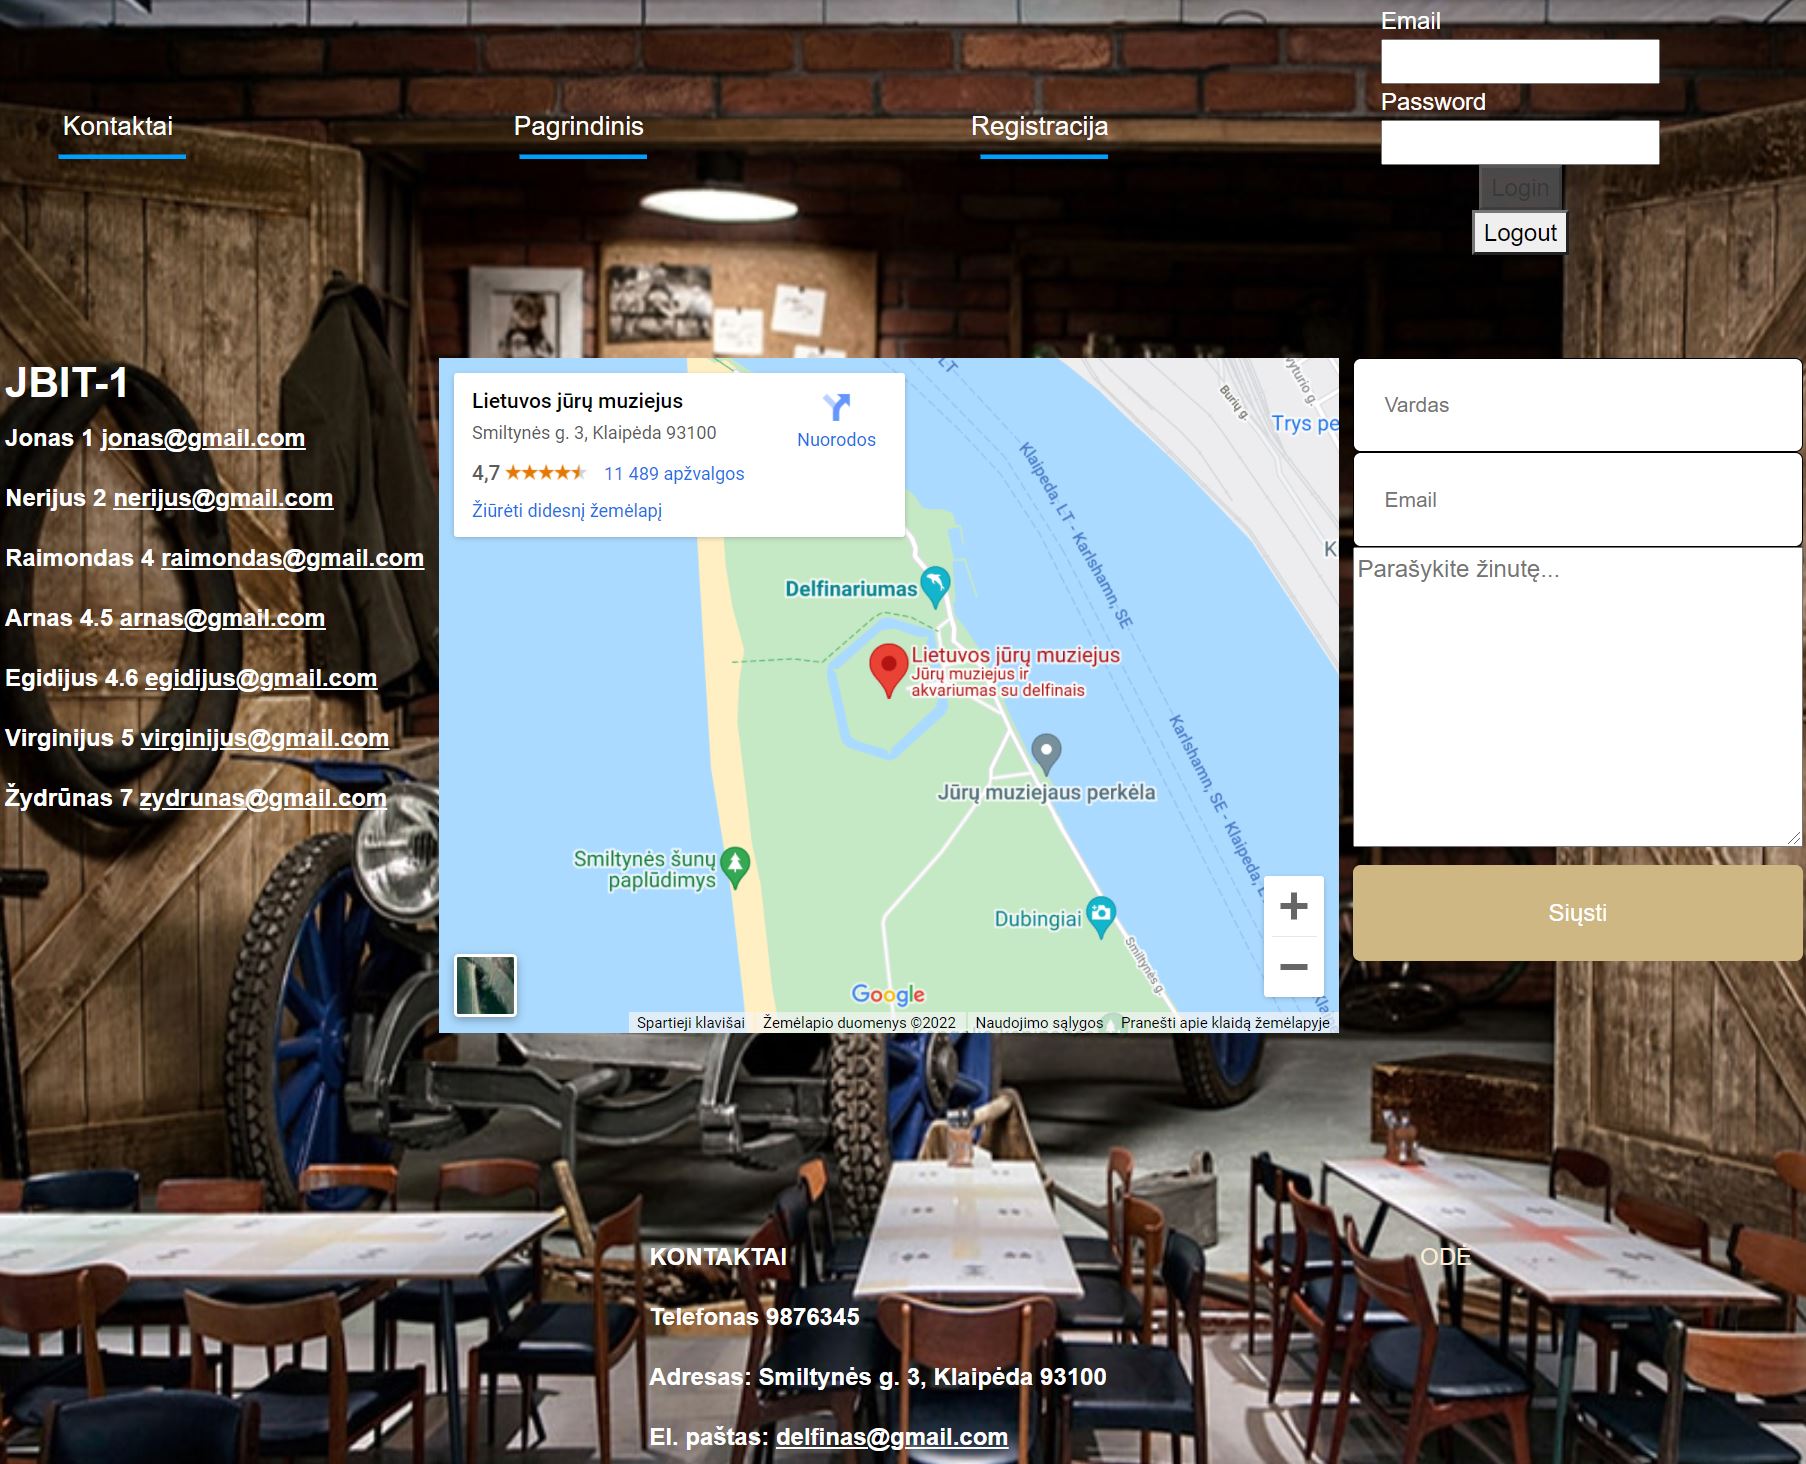 Email
Password
Kontaktai
Pagrindinis
Registracija
Login
Logout
JBIT-1
Jonas 1 jonas@gmail.com
Nerijus 2 nerijus@gmail.com
Raimondas 4 raimondas@gmail.com
Arnas 4.5 arnas@gmail.com
Egidijus 4.6 egidijus@gmail.com
Virginijus 5 virginijus@gmail.com
Žydrūnas 7 zydrunas@gmail.com
Lietuvos jūrų muziejus
Smiltynės g. 3, Klaipėda 93100
Nuorodos
4,7 11 489 apžvalgos
Žiūrėti didesnį žemėlapį
LT
Burių g.
Trys pe
K
Klaipeda, LT - Karlshamn, SE
Delfinariumas
Lietuvos jūrų muziejus
Jūrų muziejus ir
akvariumas su delfinais
Karlshamn, SE - Klaipeda, L
Jūrų muziejaus perkėla
Smiltynės šunų
paplūdimys
Dubingiai
Smiltynės g.
Kla
Google
Spartieji klavišai Žemėlapio duomenys ©2022 Naudojimo sąlygos Pranešti apie klaidą žemėlapyje
Vardas
Email
Parašykite žinutę...
Siųsti
KONTAKTAI
Telefonas 9876345
Adresas: Smiltynės g. 3, Klaipėda 93100
El. paštas: delfinas@gmail.com
ODĖ